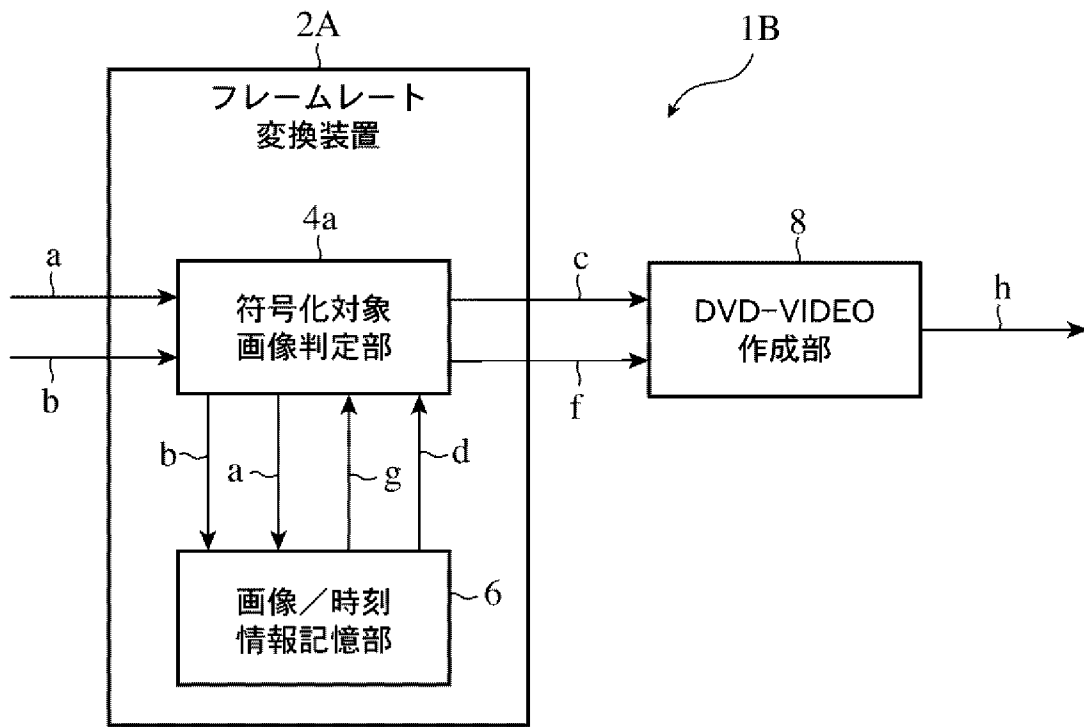 2A
1B
フレームレート
変換装置
4a
8
a
c
h
符号化対象
画像判定部
DVD-VIDEO
作成部
b
f
b
a
g
d
画像／時刻
情報記憶部
6